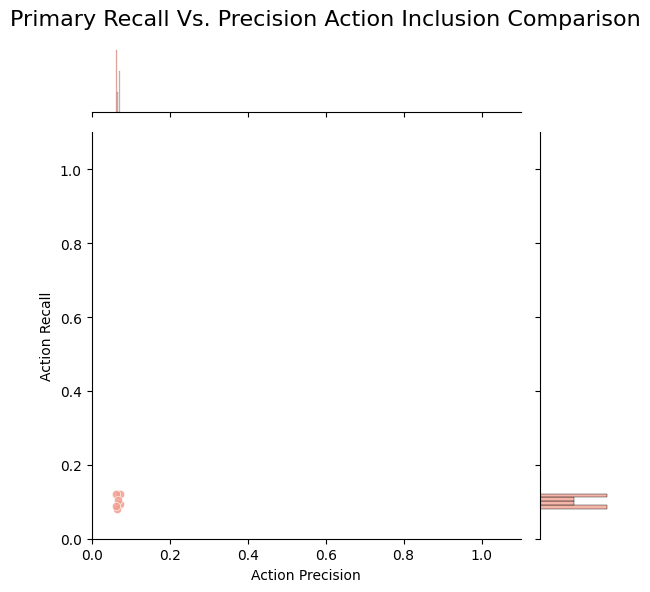 Primary Recall Vs. Precision Action Inclusion Comparison
1.0
0.8
Action Recall
0.6
0.4
0.2
0.0
0.0 0.2 0.4 0.6 0.8 1.0
Action Precision